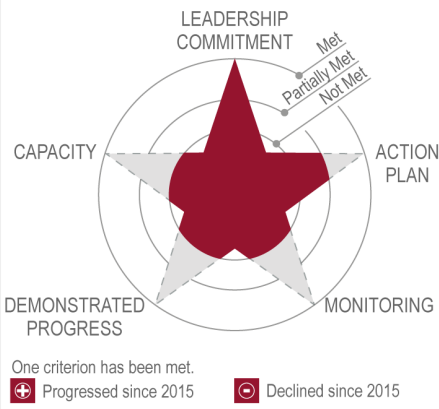 LEADERSHIP
COMMITMENT
Met
Partially Met
Not Met
CAPACITY
ACTION
PLAN
DEMONSTRATED
PROGRESS
MONITORING
One criterion has been met.
+ Progressed since 2015
- Declined since 2015